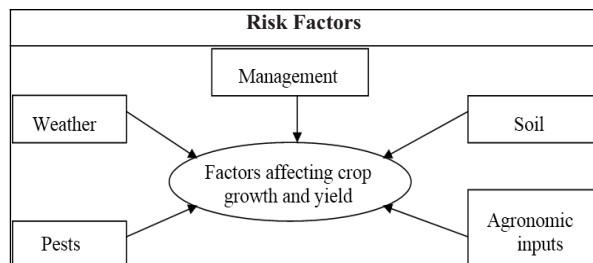 Risk Factors
Management
Weather
Soil
Factors affecting crop
growth and yield
Pests
Agronomic
inputs